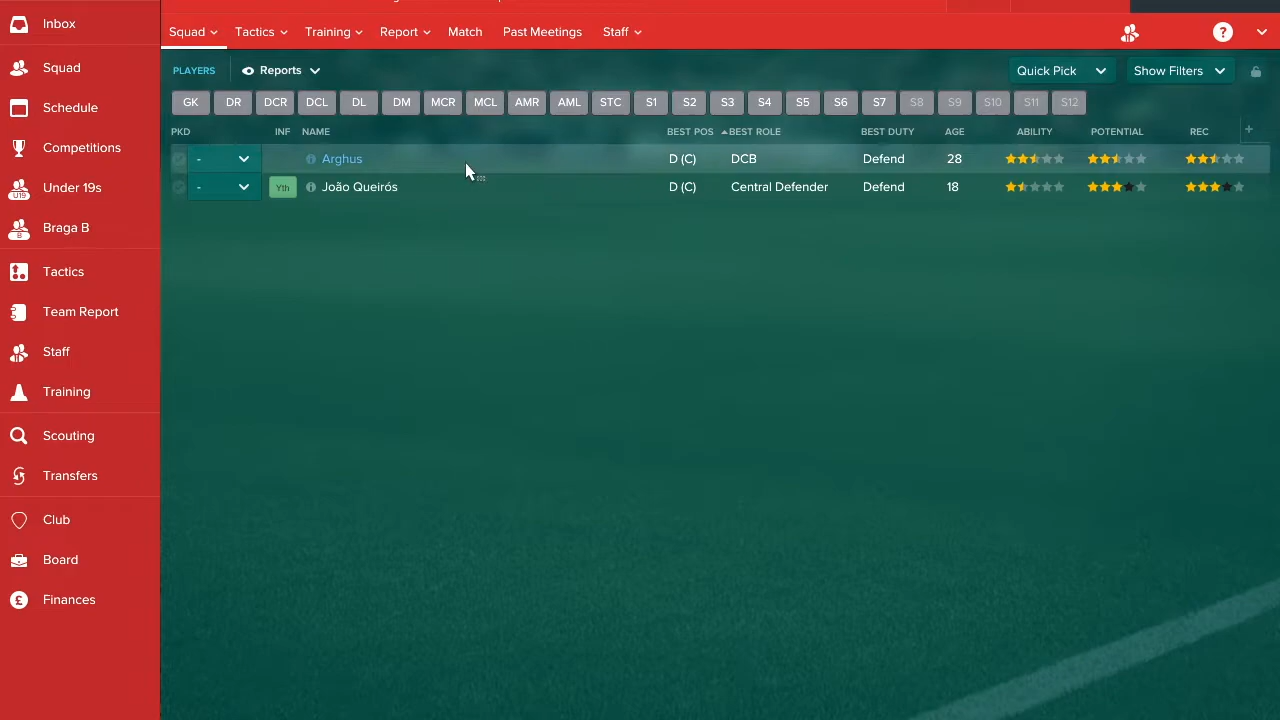 Inbox
Squad
Schedule
Competitions
U19
Under 19s
B
Braga B
Tactics
Team Report
Staff
Training
Scouting
Transfers
Club
Board
£
Finances
Squad Tactics Training Report Match Past Meetings Staff ?
PLAYERS Reports Quick Pick Show Filters
GK DR DCR DCL DL DM MCR MCL AMR AML STC S1 S2 S3 S4 S5 S6 S7 S8 S9 S10 S11 S12
PKD INF NAME BEST POS BEST ROLE BEST DUTY AGE ABILITY POTENTIAL REC +
- Arghus D (C) DCB Defend 28
- Yth João Queirós D (C) Central Defender Defend 18